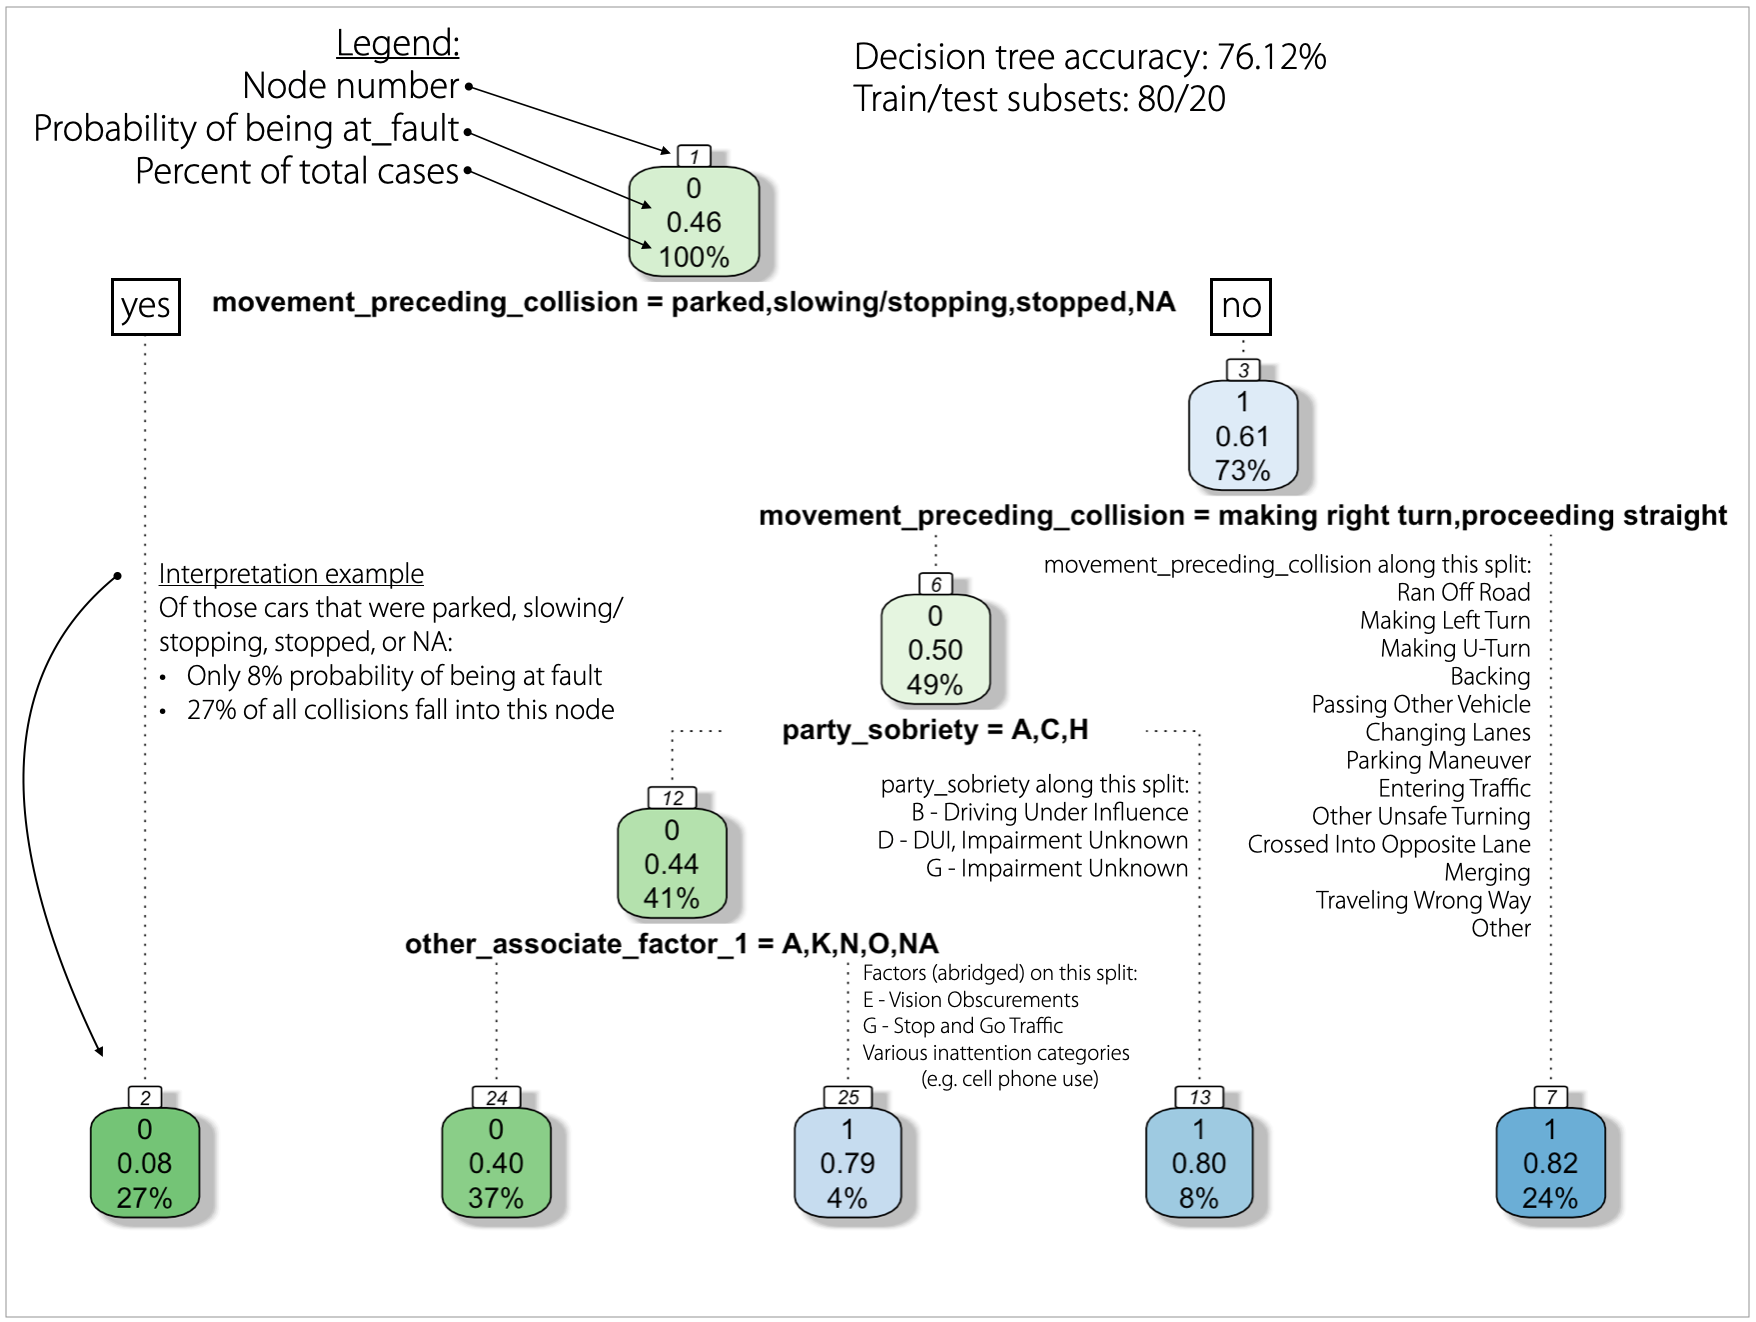 Legend:
Node number
Probability of being at_fault
Percent of total cases
Decision tree accuracy: 76.12%
Train/test subsets: 80/20
1
0
0.46
100%
yes
movement_preceding_collision = parked,slowing/stopping,stopped,NA
no
3
1
0.61
73%
movement_preceding_collision = making right turn,proceeding straight
Interpretation example
Of those cars that were parked, slowing/
stopping, stopped, or NA:
• Only 8% probability of being at fault
• 27% of all collisions fall into this node
6
0
0.50
49%
movement_preceding_collision along this split:
Ran Off Road
Making Left Turn
Making U-Turn
Backing
Passing Other Vehicle
Changing Lanes
Parking Maneuver
Entering Traffic
Other Unsafe Turning
Crossed Into Opposite Lane
Merging
Traveling Wrong Way
Other
party_sobriety = A,C,H
party_sobriety along this split:
B - Driving Under Influence
D - DUI, Impairment Unknown
G - Impairment Unknown
12
0
0.44
41%
other_associate_factor_1 = A,K,N,O,NA
Factors (abridged) on this split:
E - Vision Obscurements
G - Stop and Go Traffic
Various inattention categories
(e.g. cell phone use)
2
0
0.08
27%
24
0
0.40
37%
25
1
0.79
4%
13
1
0.80
8%
7
1
0.82
24%